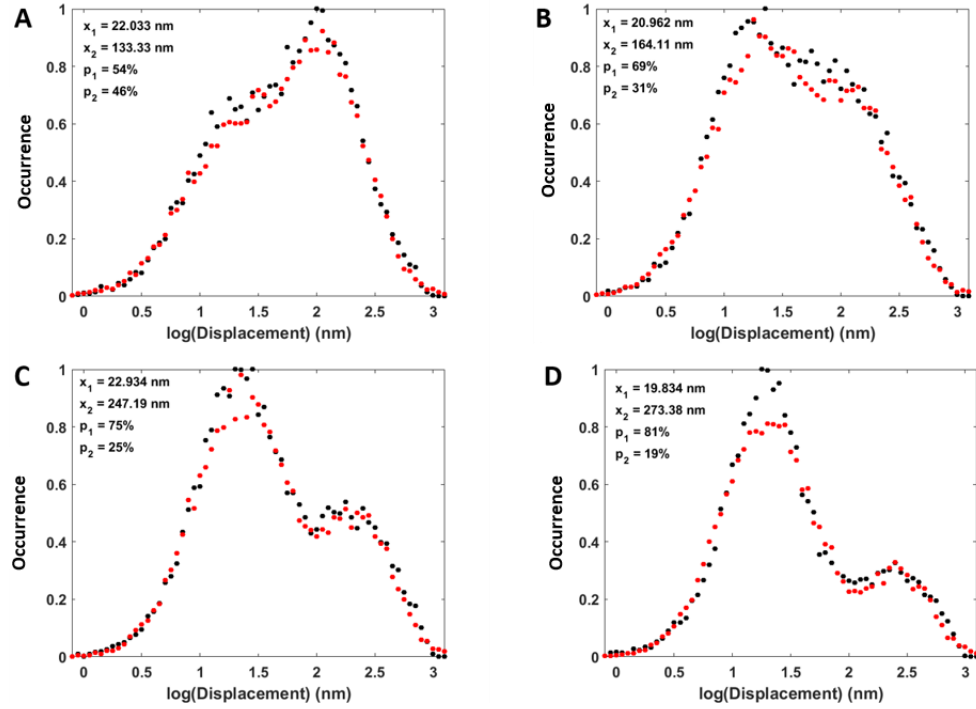 A
x1 = 22.033 nm
x2 = 133.33 nm
p1 = 54%
p2 = 46%
Occurrence
1
0.8
0.6
0.4
0.2
0
0 0.5 1 1.5 2 2.5 3
log(Displacement) (nm)
B
x1 = 20.962 nm
x2 = 164.11 nm
p1 = 69%
p2 = 31%
Occurrence
1
0.8
0.6
0.4
0.2
0
0 0.5 1 1.5 2 2.5 3
log(Displacement) (nm)
C
x1 = 22.934 nm
x2 = 247.19 nm
p1 = 75%
p2 = 25%
Occurrence
1
0.8
0.6
0.4
0.2
0
0 0.5 1 1.5 2 2.5 3
log(Displacement) (nm)
D
x1 = 19.834 nm
x2 = 273.38 nm
p1 = 81%
p2 = 19%
Occurrence
1
0.8
0.6
0.4
0.2
0
0 0.5 1 1.5 2 2.5 3
log(Displacement) (nm)